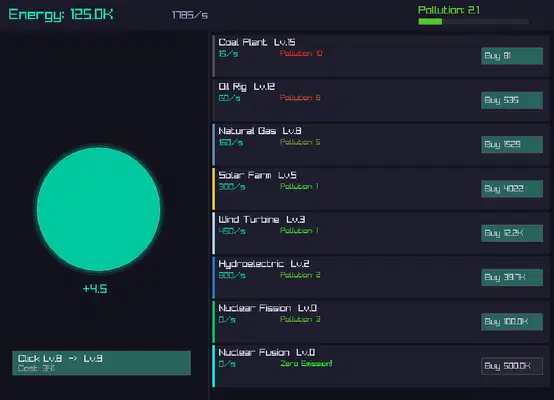 Energy: 125.0K
1785/s
Pollution: 2.1
Coal Plant Lv.15
15/s
Pollution: 10
Buy 81
Oil Rig Lv.12
60/s
Pollution: 8
Buy 535
Natural Gas Lv.8
160/s
Pollution: 5
Buy 1529
Solar Farm Lv.5
300/s
Pollution: 1
Buy 4022
Wind Turbine Lv.3
450/s
Pollution: 1
Buy 12.2K
Hydroelectric Lv.2
800/s
Pollution: 2
Buy 39.7K
Nuclear Fission Lv.0
0/s
Pollution: 3
Buy 100.0K
Nuclear Fusion Lv.0
0/s
Zero Emission!
Buy 500.0K
+4.5
Click Lv.8 -> Lv.9
Cost: 341